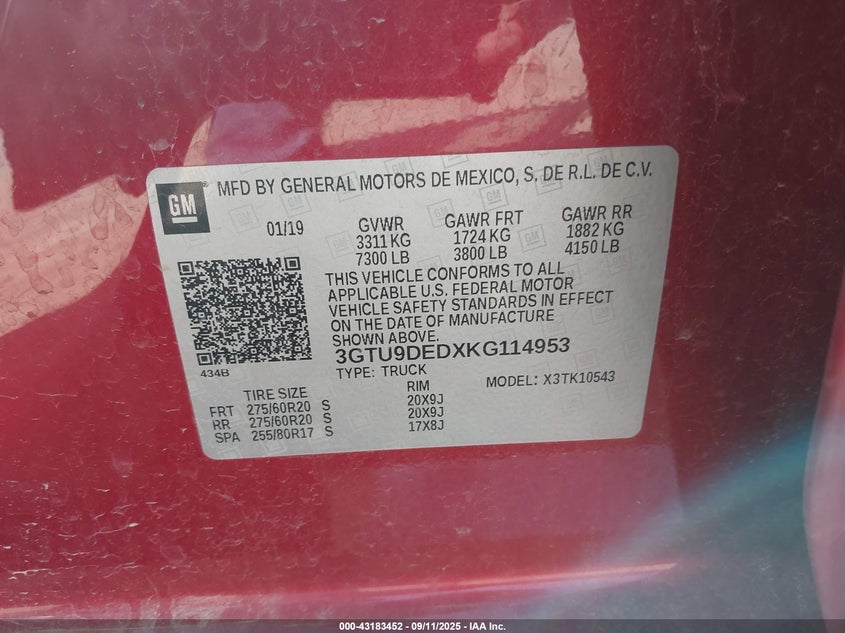 GM
MFD BY GENERAL MOTORS DE MEXICO, S, DE R.L. DE C.V.
01/19
GVWR GAWR FRT GAWR RR
3311 KG 1724 KG 1882 KG
7300 LB 3800 LB 4150 LB
THIS VEHICLE CONFORMS TO ALL
APPLICABLE U.S. FEDERAL MOTOR
VEHICLE SAFETY STANDARDS IN EFFECT
ON THE DATE OF MANUFACTURE
SHOWN ABOVE.
434B
3GTU9DEDXKG114953
TYPE: TRUCK MODEL: X3TK10543
TIRE SIZE RIM
FRT 275/60R20 S 20X9J
RR 275/60R20 S 20X9J
SPA 255/80R17 S 17X8J
000-43183452 - 09/11/2025 - IAA Inc.